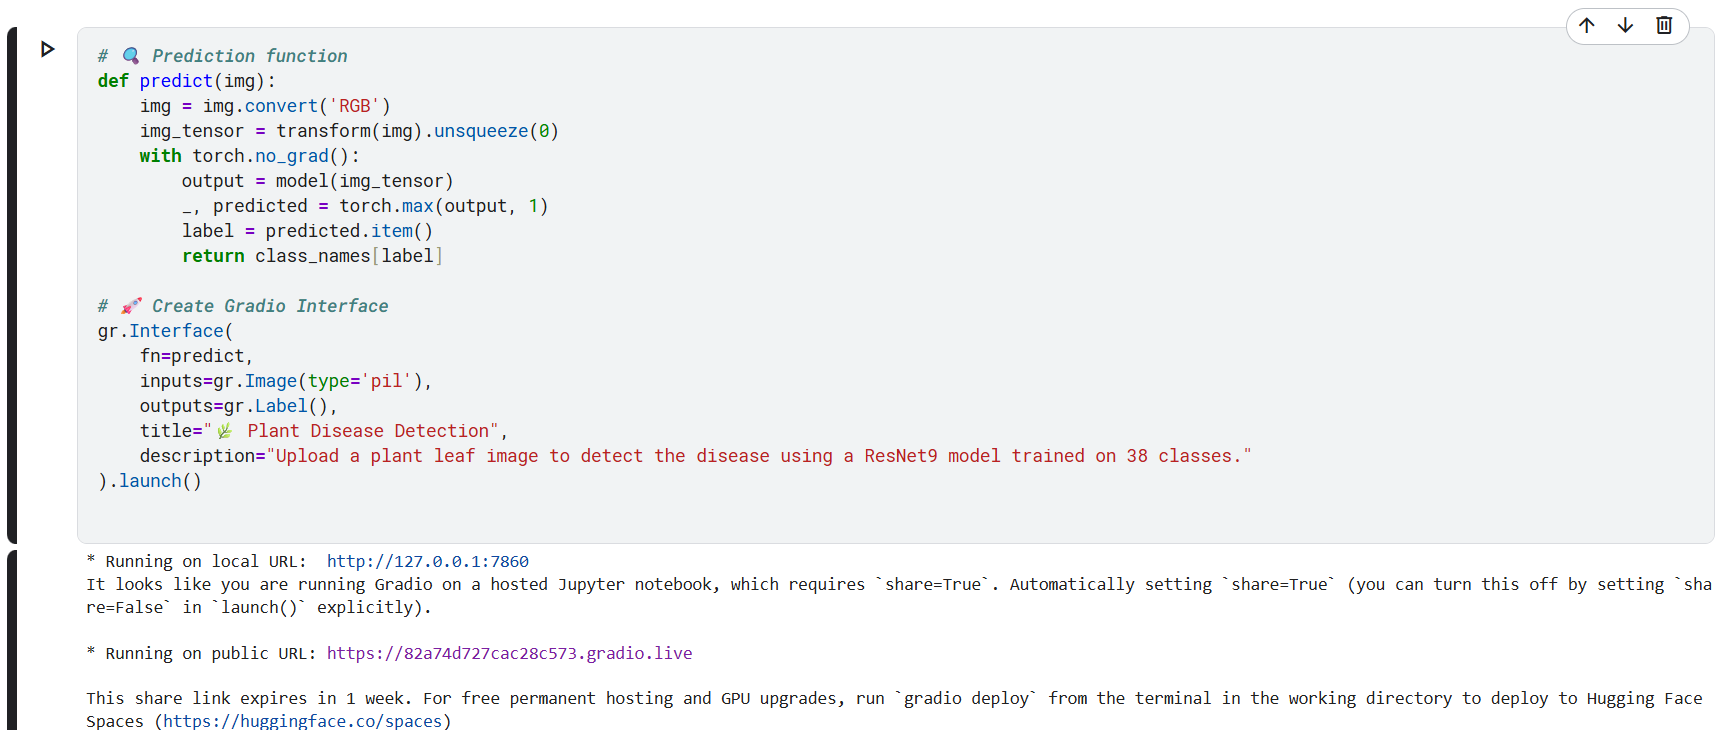 # 🔍 Prediction function
def predict(img):
    img = img.convert('RGB')
    img_tensor = transform(img).unsqueeze(0)
    with torch.no_grad():
        output = model(img_tensor)
        _, predicted = torch.max(output, 1)
        label = predicted.item()
        return class_names[label]

# 🚀 Create Gradio Interface
gr.Interface(
    fn=predict,
    inputs=gr.Image(type='pil'),
    outputs=gr.Label(),
    title="🌿 Plant Disease Detection",
    description="Upload a plant leaf image to detect the disease using a ResNet9 model trained on 38 classes."
).launch()

* Running on local URL:  http://127.0.0.1:7860
It looks like you are running Gradio on a hosted Jupyter notebook, which requires `share=True`. Automatically setting `share=True` (you can turn this off by setting `sha
re=False` in `launch()` explicitly).

* Running on public URL: https://82a74d727cac28c573.gradio.live

This share link expires in 1 week. For free permanent hosting and GPU upgrades, run `gradio deploy` from the terminal in the working directory to deploy to Hugging Face
Spaces (https://huggingface.co/spaces)